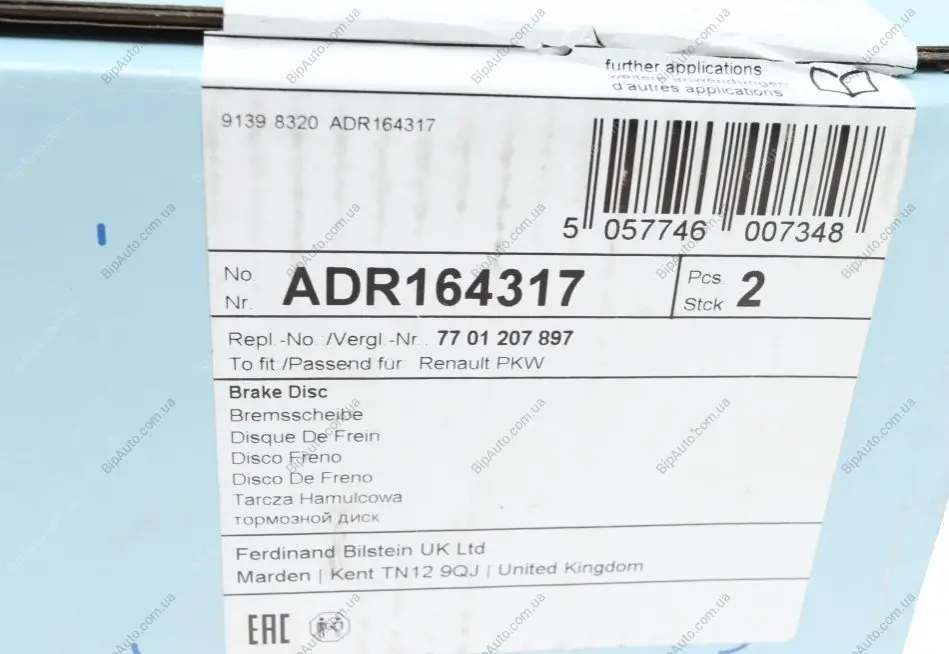 further applications
weitere anwendungen
d'autres applications
9139 8320 ADR164317
5 057746 007348
No. ADR164317 Pcs. 2
Nr. Stck
Repl.-No. /Vergl.-Nr.: 77 01 207 897
To fit /Passend für Renault PKW
Brake Disc
Bremsscheibe
Disque De Frein
Disco Freno
Disco De Freno
Tarcza Hamulcowa
тормозной диск
Ferdinand Bilstein UK Ltd
Marden | Kent TN12 9QJ | United Kingdom
EAC
BipAuto.com.ua